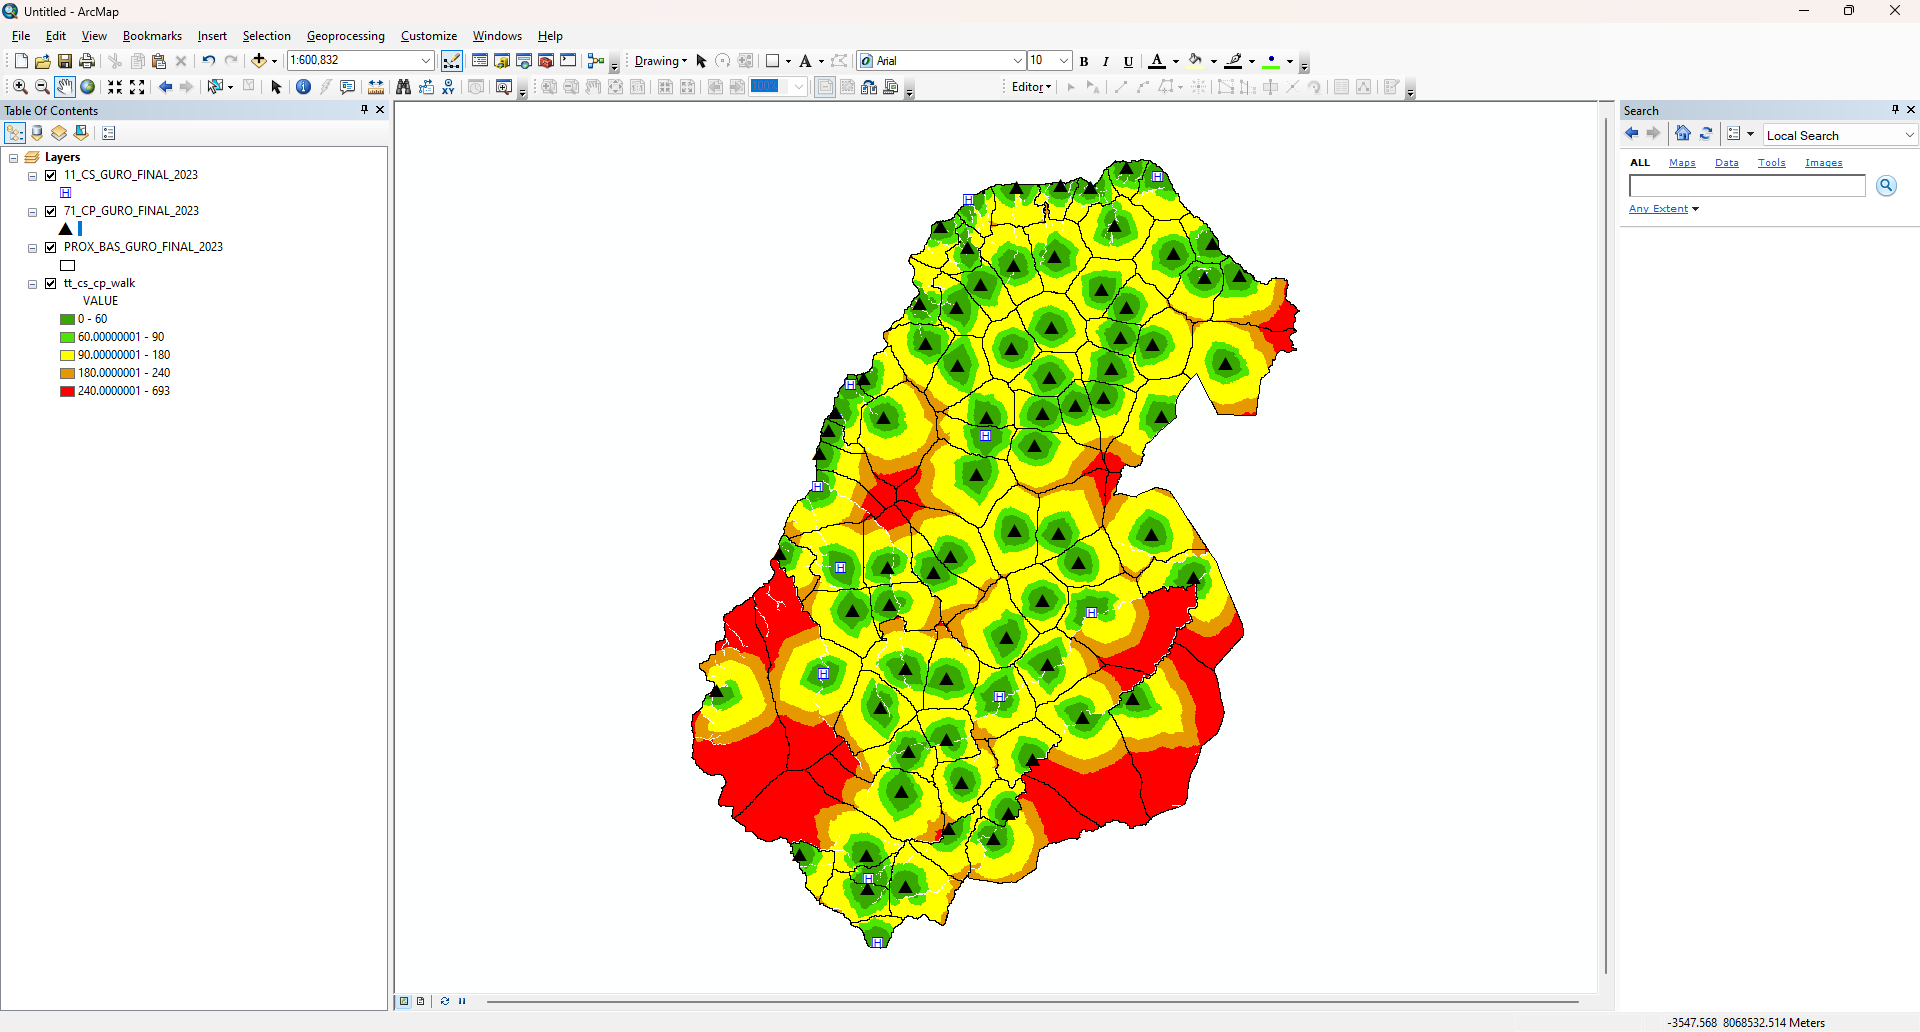 Untitled - ArcMap
File Edit View Bookmarks Insert Selection Geoprocessing Customize Windows Help
1:600,832 Drawing A Arial 10 B I U A
100% Editor
Table Of Contents
Search
Local Search
Layers
ALL Maps Data Tools Images
11_CS_GURO_FINAL_2023
H
71_CP_GURO_FINAL_2023
Any Extent
PROX_BAS_GURO_FINAL_2023
tt_cs_cp_walk
VALUE
0 - 60
60.00000001 - 90
90.00000001 - 180
180.0000001 - 240
240.0000001 - 693
H
H
H
H
H
H
H
H
H
H
H
-3547.568 8068532.514 Meters